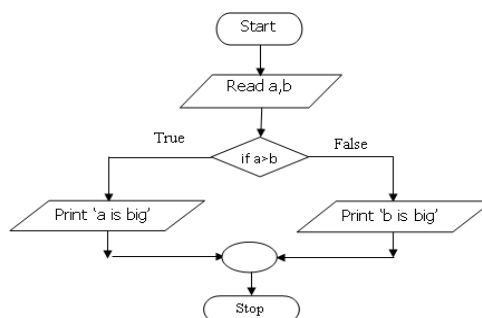 Start
Read a,b
True
False
if a>b
Print ‘a is big’
Print ‘b is big’
Stop